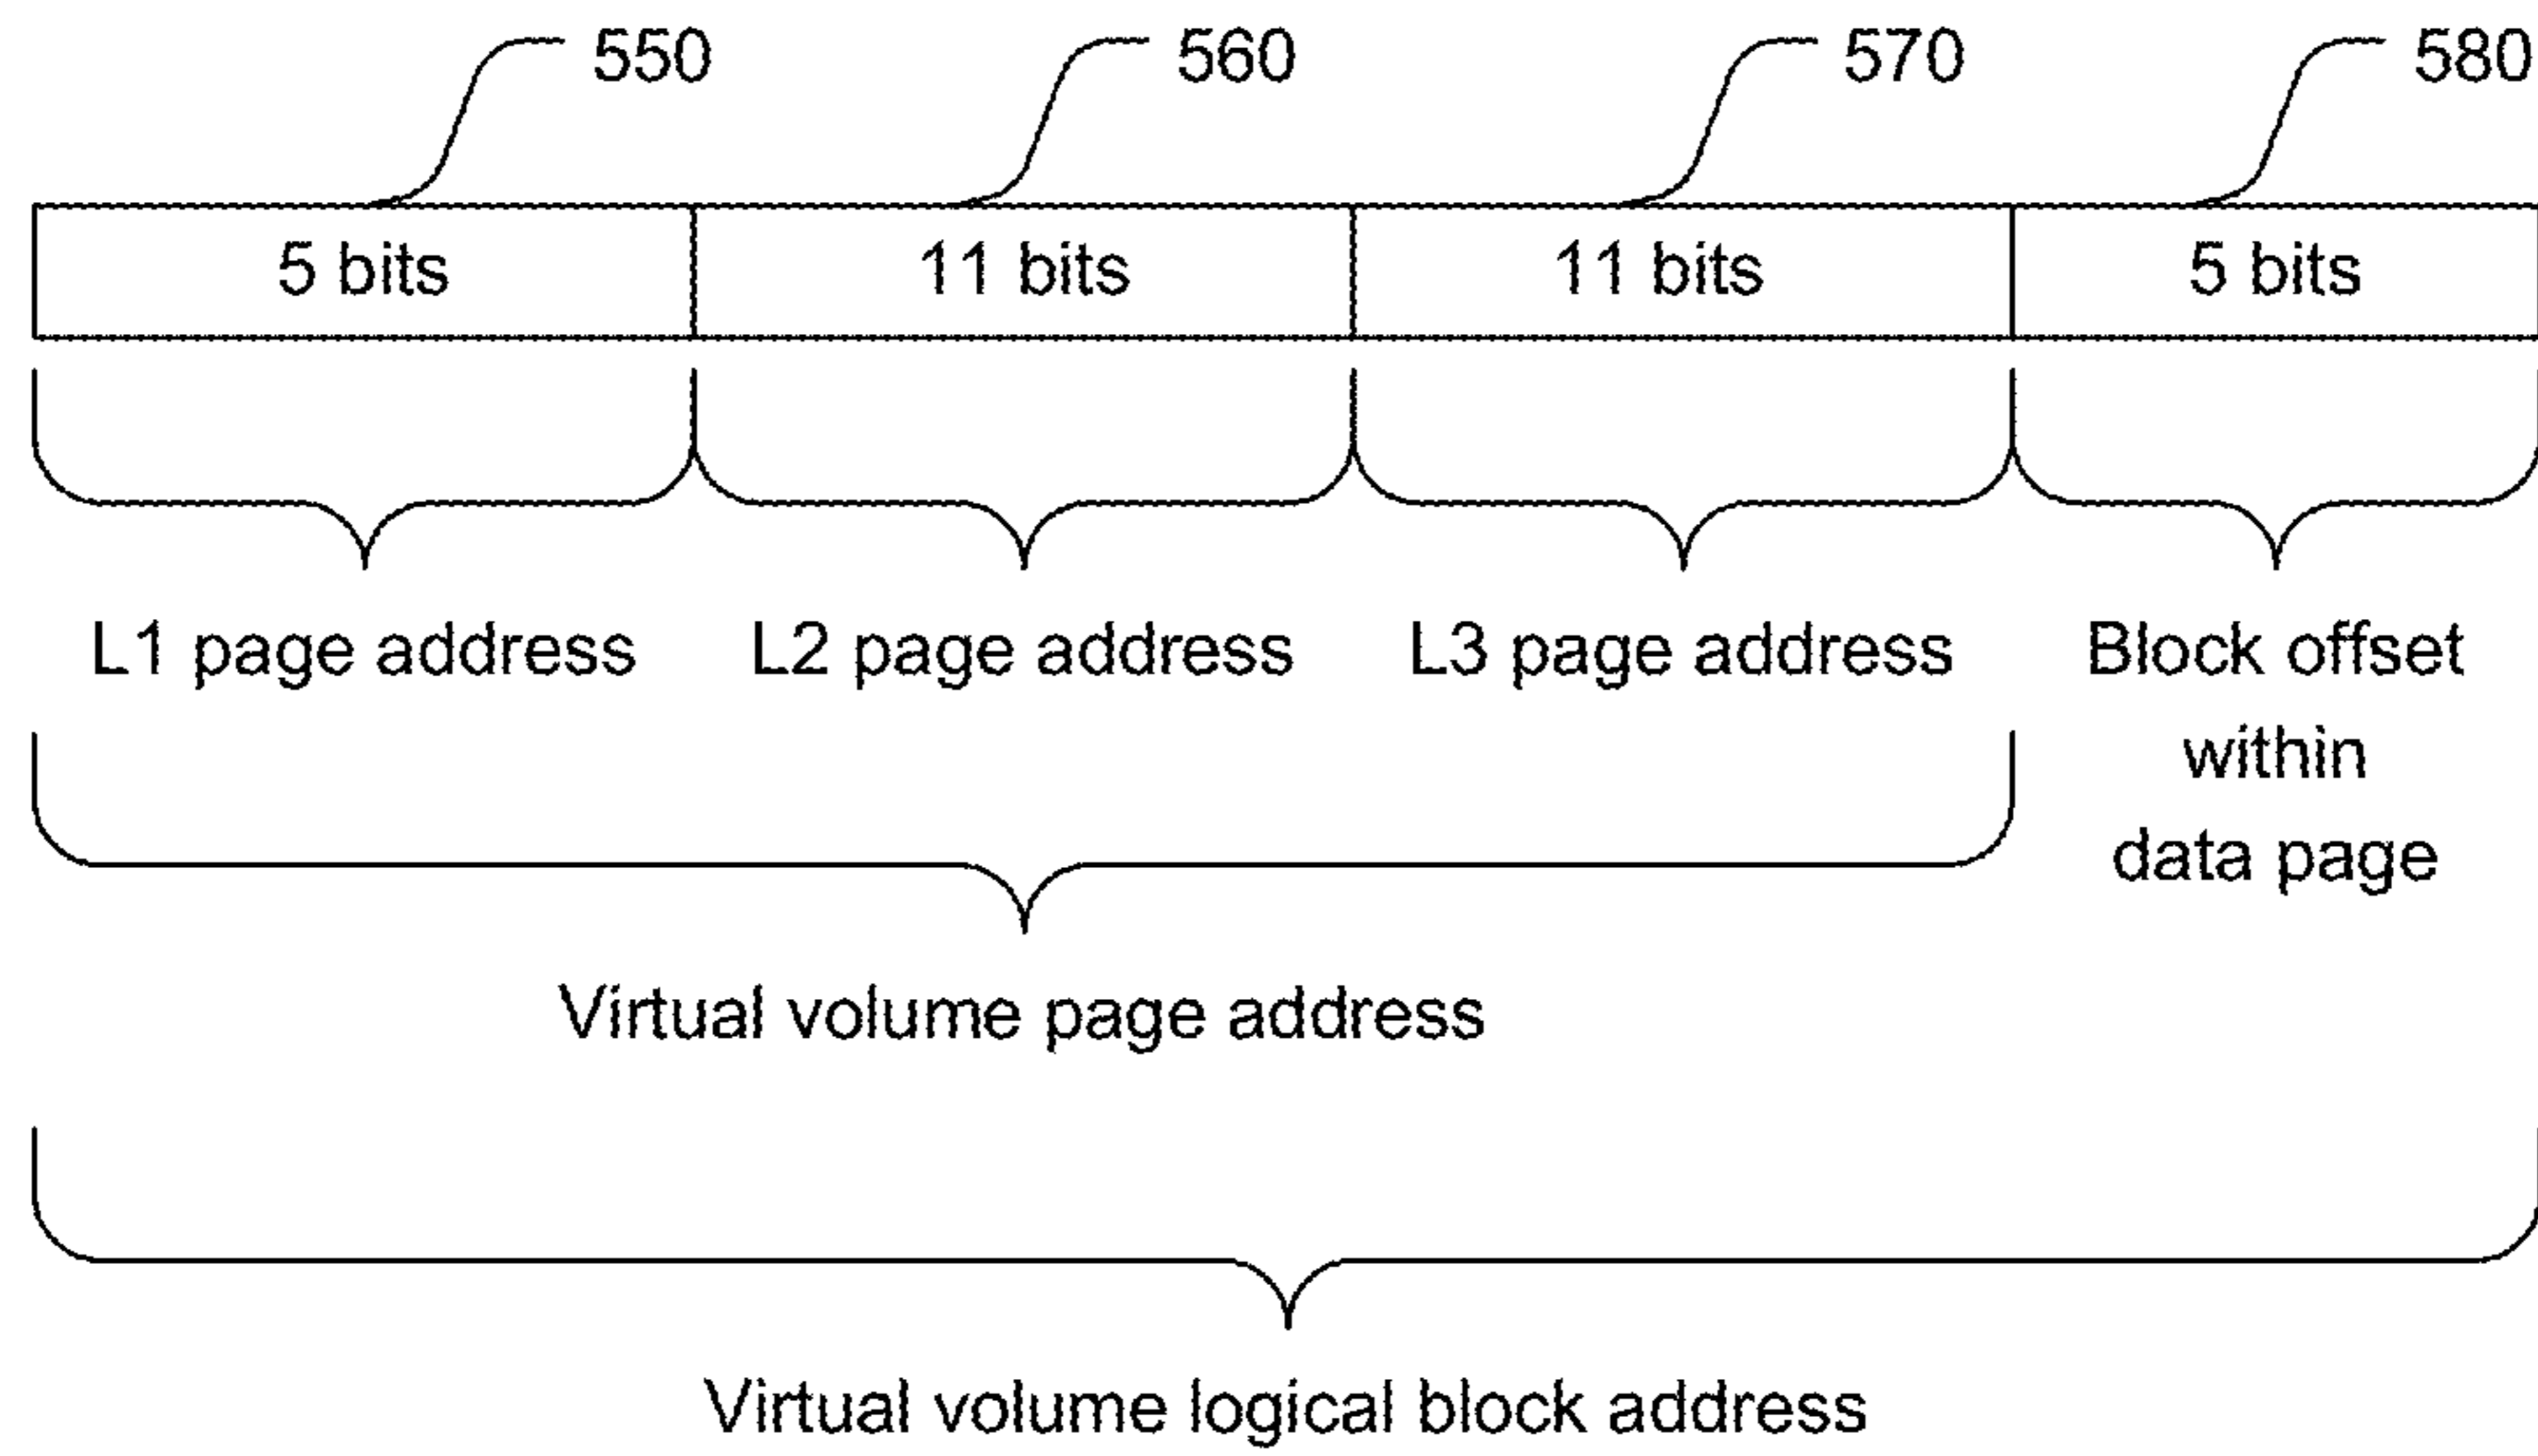 550 560 570 580
5 bits 11 bits 11 bits 5 bits
L1 page address L2 page address L3 page address Block offset
within
data page
Virtual volume page address
Virtual volume logical block address